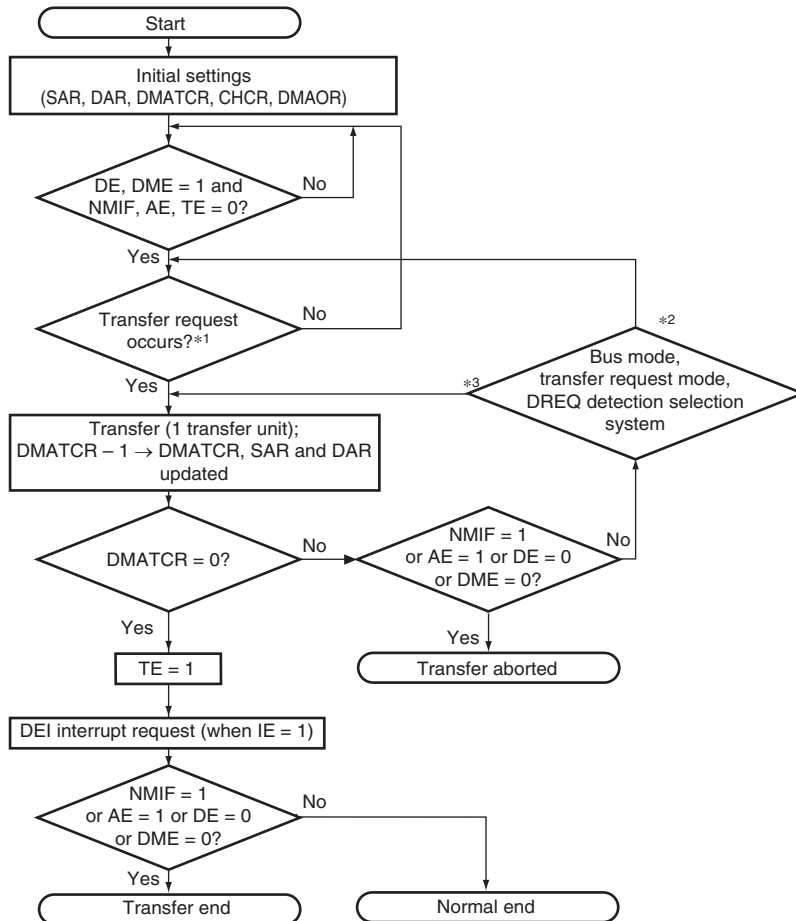 Start
Initial settings
(SAR, DAR, DMATCR, CHCR, DMAOR)
DE, DME = 1 and
NMIF, AE, TE = 0?
No
Yes
Transfer request
occurs?*1
No
Yes
*2
Bus mode,
transfer request mode,
DREQ detection selection
system
*3
Transfer (1 transfer unit);
DMATCR – 1 → DMATCR, SAR and DAR
updated
DMATCR = 0?
No
Yes
NMIF = 1
or AE = 1 or DE = 0
or DME = 0?
No
Yes
Transfer aborted
TE = 1
DEI interrupt request (when IE = 1)
NMIF = 1
or AE = 1 or DE = 0
or DME = 0?
No
Yes
Transfer end
Normal end